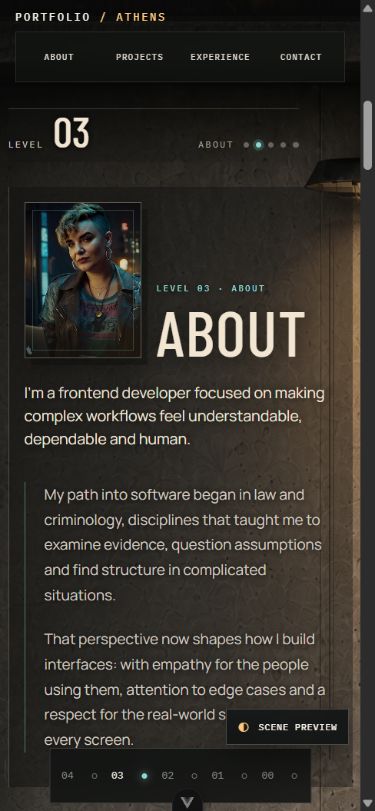 PORTFOLIO / ATHENS
ABOUT PROJECTS EXPERIENCE CONTACT
LEVEL 03
ABOUT
LEVEL 03 · ABOUT
ABOUT
I'm a frontend developer focused on making
complex workflows feel understandable,
dependable and human.
My path into software began in law and
criminology, disciplines that taught me to
examine evidence, question assumptions
and find structure in complicated
situations.
That perspective now shapes how I build
interfaces: with empathy for the people
using them, attention to edge cases and a
respect for the real-world s
SCENE PREVIEW
every screen.
04 03 02 01 00